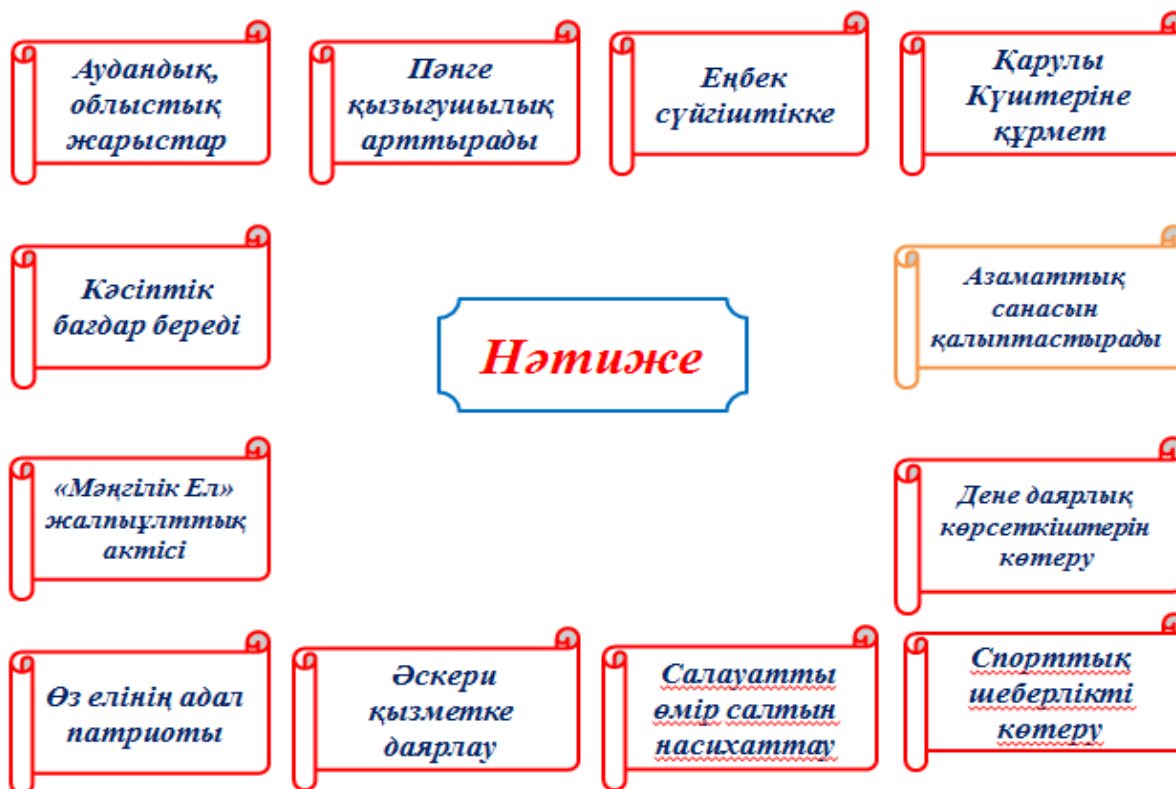 Аудандық,
облыстық
жарыстар
Пәнге
қызығушылық
арттырады
Еңбек
сүйгіштікке
Қарулы
Күштеріне
құрмет
Кәсіптік
бағдар береді
Нәтиже
Азаматтық
санасын
қалыптастырады
«Мәңгілік Ел»
жалпыұлттық
актісі
Дене даярлық
көрсеткіштерін
көтеру
Өз елінің адал
патриоты
Әскери
қызметке
даярлау
Салауатты
өмір салтын
насихаттау
Спорттық
шеберлікті
көтеру